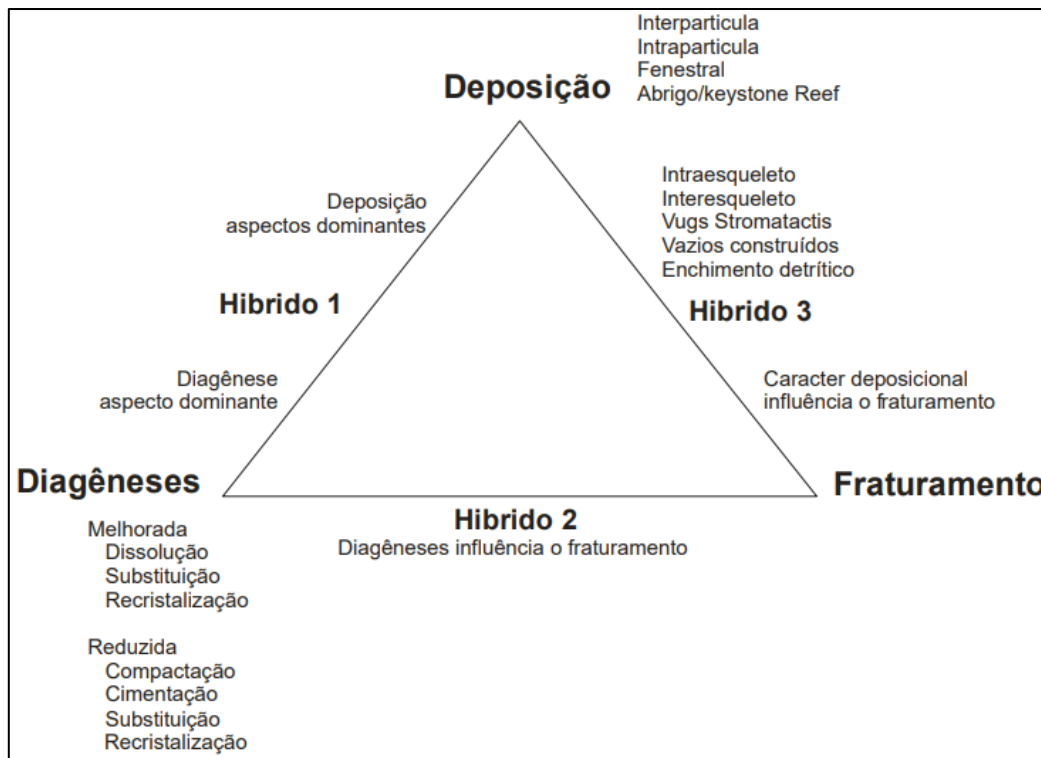 Interparticula
Intraparticula
Fenestral
Abrigo/keystone Reef
Deposição
Intraesqueleto
Interesqueleto
Vugs Stromatactis
Vazios construídos
Enchimento detrítico
Deposição
aspectos dominantes
Hibrido 1
Hibrido 3
Diagênese
aspecto dominante
Caracter deposicional
influência o fraturamento
Diagêneses
Fraturamento
Hibrido 2
Diagêneses influência o fraturamento
Melhorada
Dissolução
Substituição
Recristalização
Reduzida
Compactação
Cimentação
Substituição
Recristalização